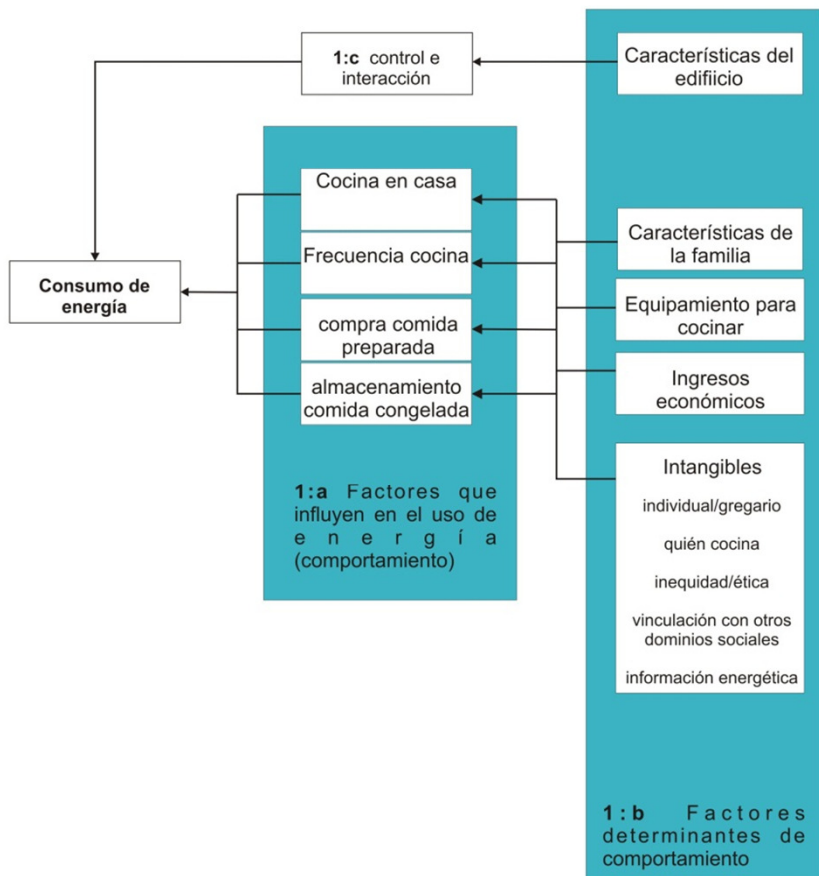 1:c control e
interacción
Características del
edifiicio
Cocina en casa
Frecuencia cocina
compra comida
preparada
almacenamiento
comida congelada
Consumo de
energía
Características de
la familia
Equipamiento para
cocinar
Ingresos
económicos
Intangibles
individual/gregario
quién cocina
inequidad/ética
vinculación con otros
dominios sociales
información energética
1:a Factores que
influyen en el uso de
energía
(comportamiento)
1:b Factores
determinantes de
comportamiento